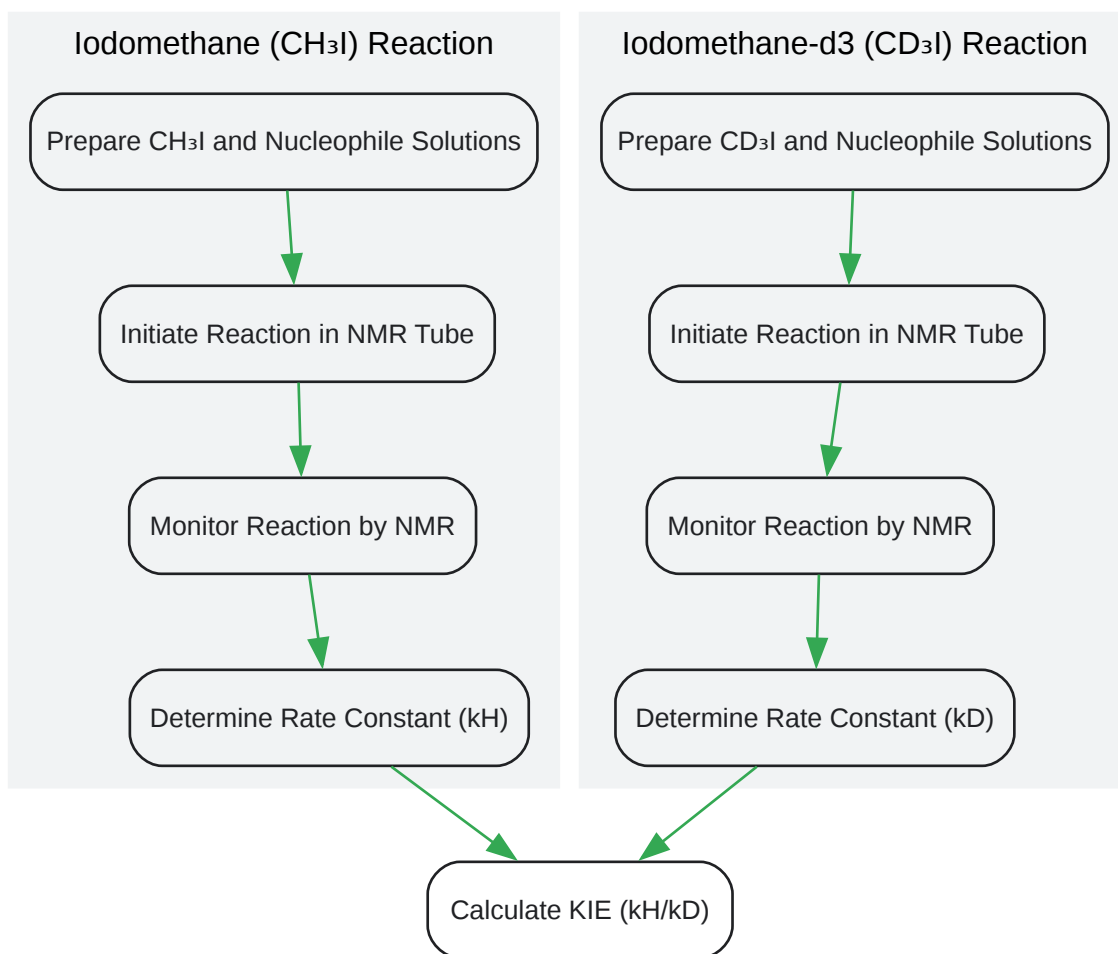 Iodomethane (CH₃I) Reaction
Prepare CH₃I and Nucleophile Solutions
Initiate Reaction in NMR Tube
Monitor Reaction by NMR
Determine Rate Constant (kH)
Iodomethane-d3 (CD₃I) Reaction
Prepare CD₃I and Nucleophile Solutions
Initiate Reaction in NMR Tube
Monitor Reaction by NMR
Determine Rate Constant (kD)
Calculate KIE (kH/kD)